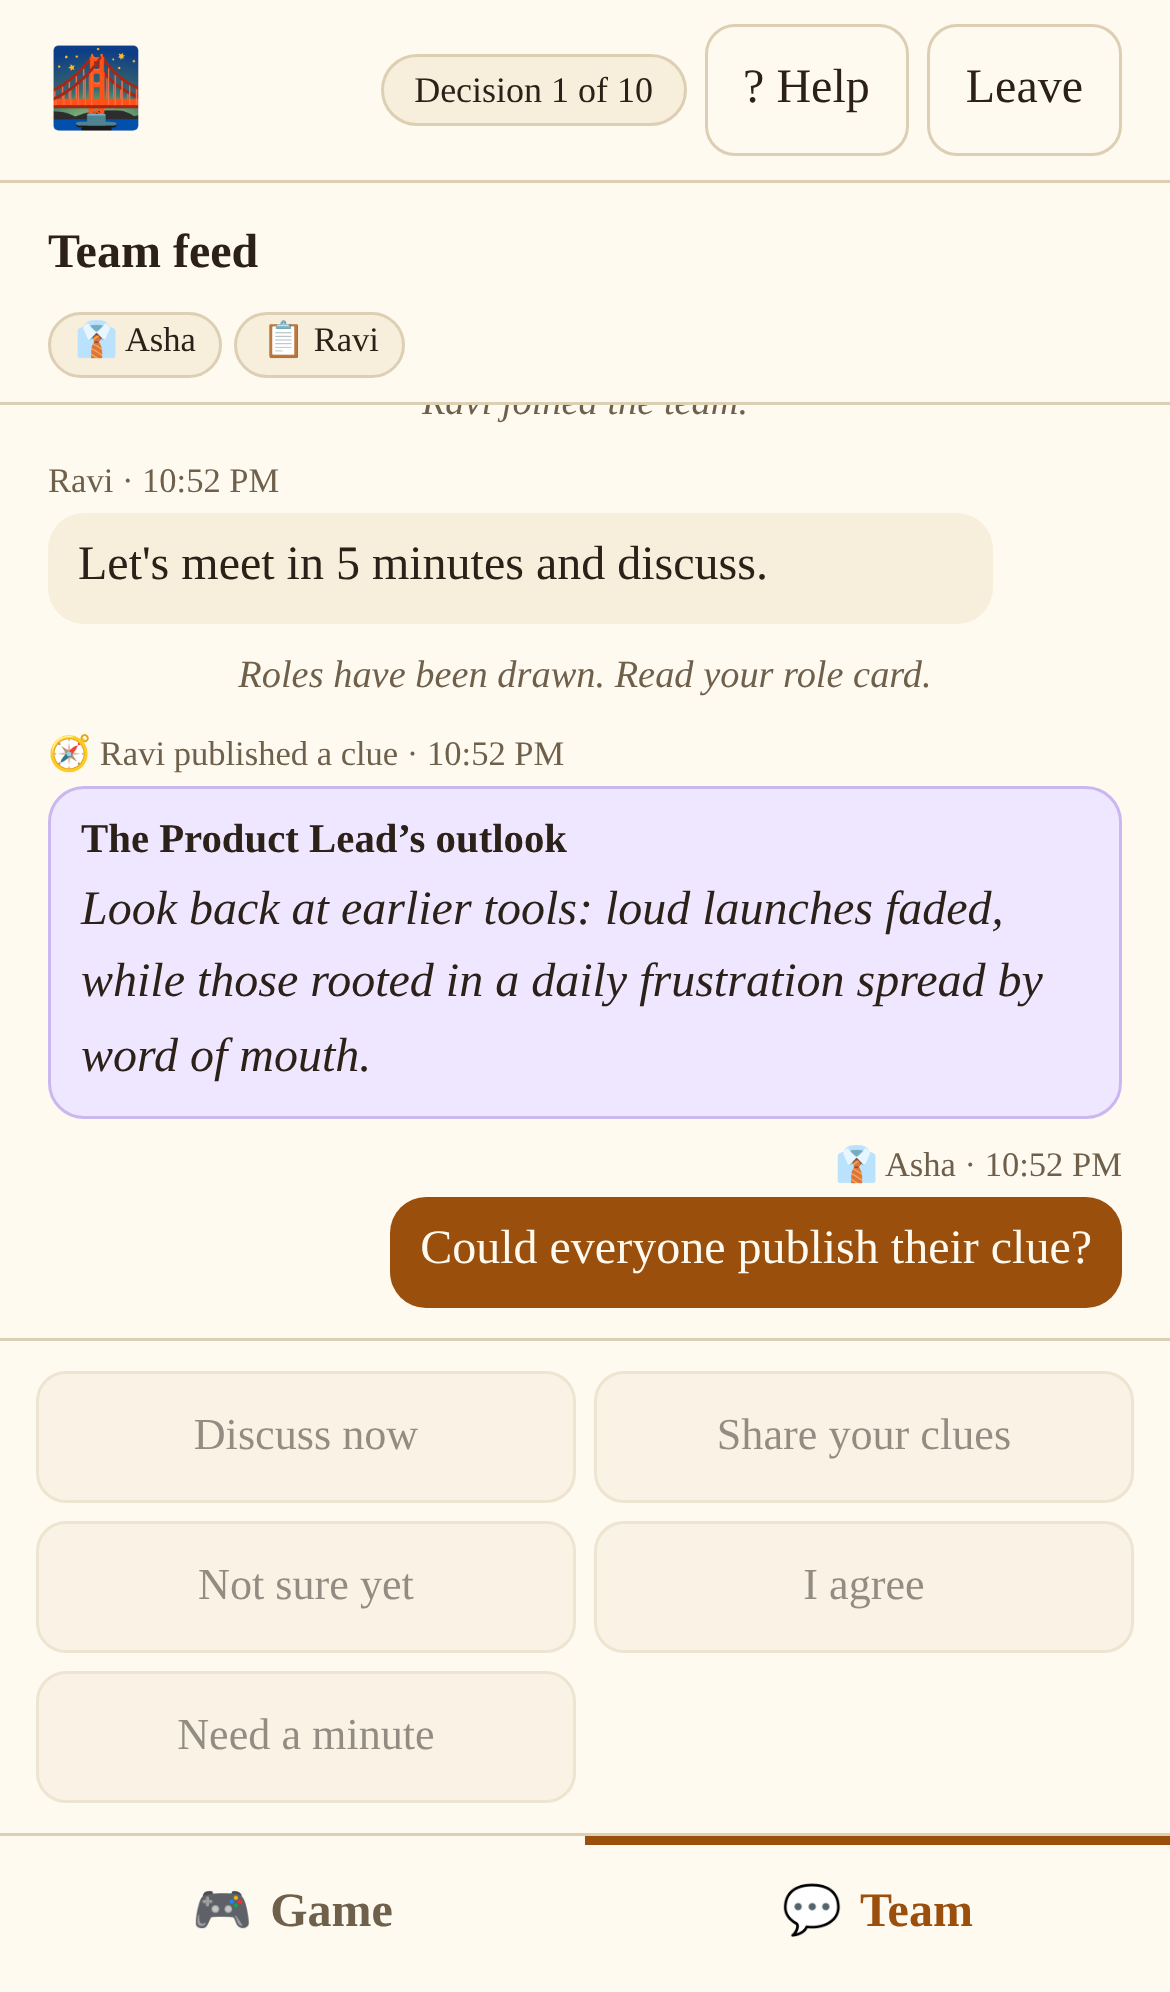 Decision 1 of 10
? Help
Leave
Team feed
Asha
Ravi
Ravi joined the team.
Ravi · 10:52 PM
Let's meet in 5 minutes and discuss.
Roles have been drawn. Read your role card.
Ravi published a clue · 10:52 PM
The Product Lead’s outlook
Look back at earlier tools: loud launches faded,
while those rooted in a daily frustration spread by
word of mouth.
Asha · 10:52 PM
Could everyone publish their clue?
Discuss now
Share your clues
Not sure yet
I agree
Need a minute
Game
Team